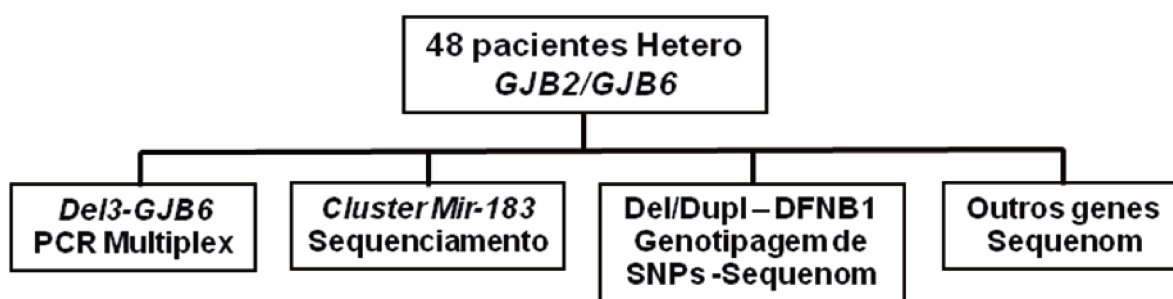 48 pacientes Hetero
GJB2/GJB6
Del3-GJB6
PCR Multiplex
Cluster Mir-183
Sequenciamento
Del/Dupl – DFNB1
Genotipagem de
SNPs -Sequenom
Outros genes
Sequenom